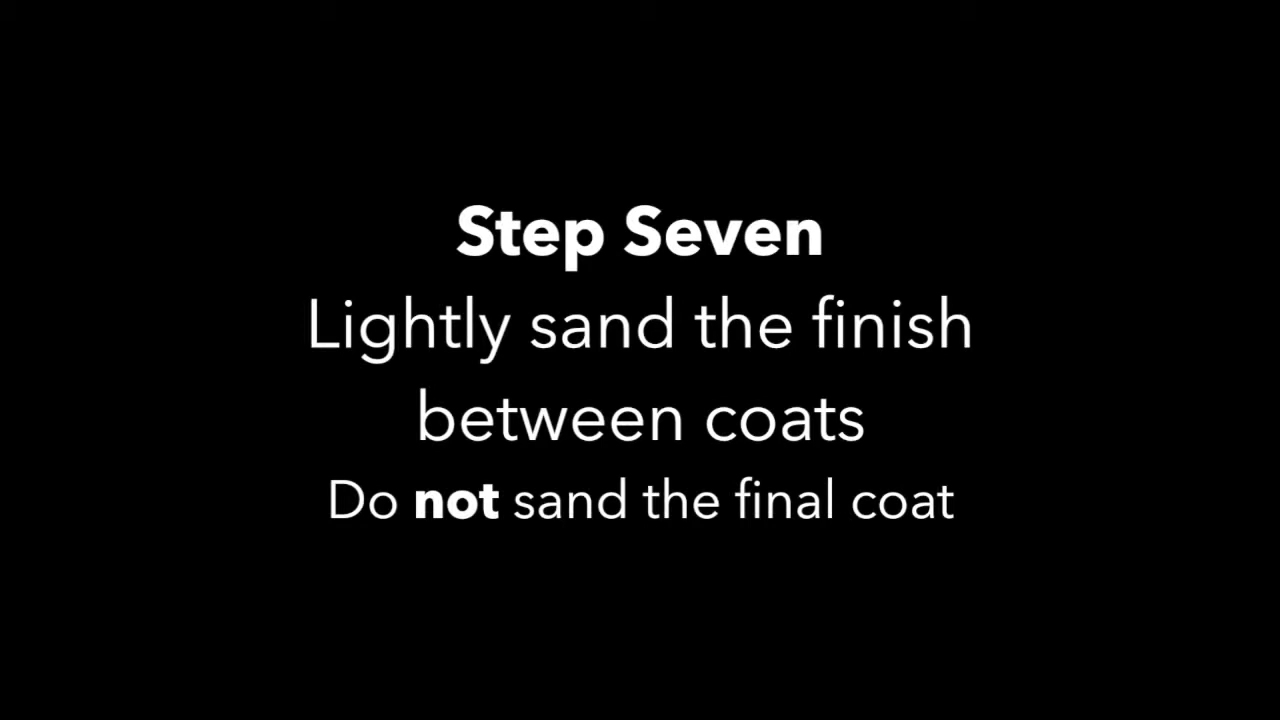 Step Seven
Lightly sand the finish
between coats
Do not sand the final coat